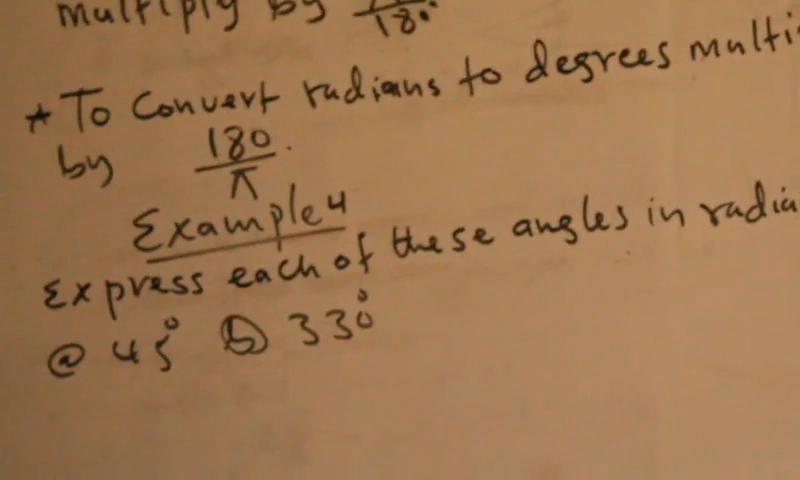 multiply by /180
* To Convert radians to degrees multi
by 180/π.
Example 4
Express each of these angles in radia
ⓐ 45° ⓑ 330°